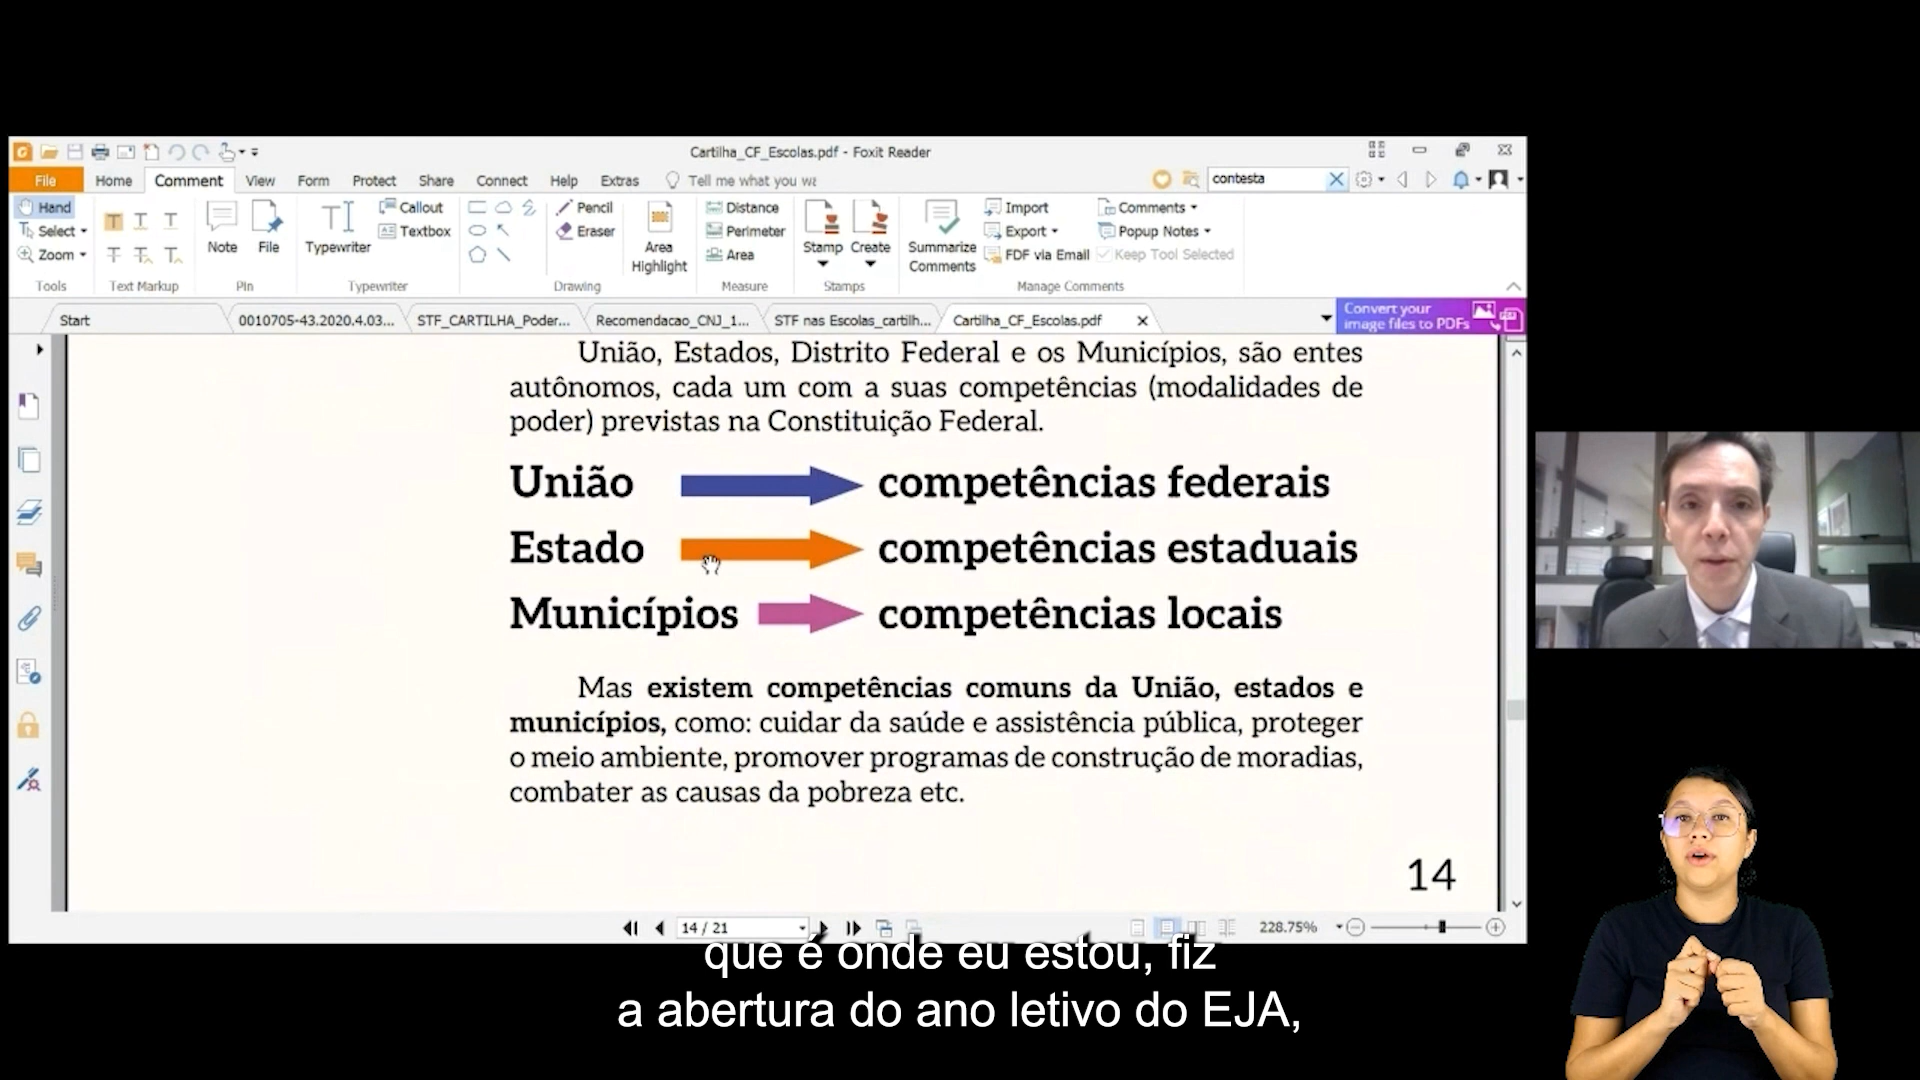 Cartilha_CF_Escolas.pdf - Foxit Reader
File Home Comment View Form Protect Share Connect Help Extras Tell me what you wa contesta
Hand
Select
Zoom
Tools
Text Markup
Note File
Pin
Typewriter
Callout
Textbox
Typewriter
Pencil
Eraser
Area
Highlight
Drawing
Distance
Perimeter
Area
Measure
Stamp Create
Stamps
Summarize
Comments
Import
Export
FDF via Email
Comments
Popup Notes
Keep Tool Selected
Manage Comments
Start 0010705-43.2020.4.03... STF_CARTILHA_Poder... Recomendacao_CNJ_1... STF nas Escolas_cartilh... Cartilha_CF_Escolas.pdf
Convert your
image files to PDFs
União, Estados, Distrito Federal e os Municípios, são entes
autônomos, cada um com a suas competências (modalidades de
poder) previstas na Constituição Federal.
União competências federais
Estado competências estaduais
Municípios competências locais
Mas existem competências comuns da União, estados e
municípios, como: cuidar da saúde e assistência pública, proteger
o meio ambiente, promover programas de construção de moradias,
combater as causas da pobreza etc.
14
14 / 21 228.75%
que é onde eu estou, fiz
a abertura do ano letivo do EJA,